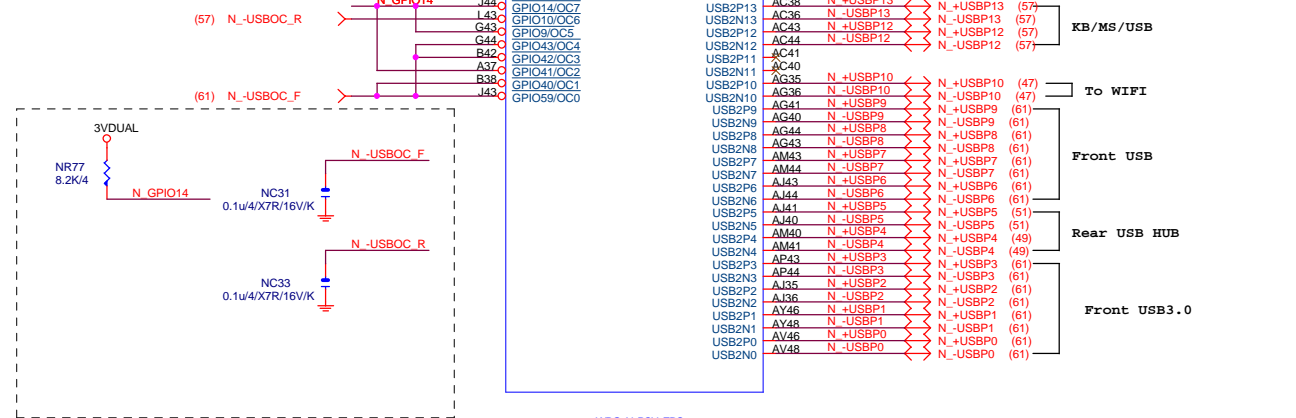 N_GPIO14
(57) N_-USBOC_R
J44 GPIO14/OC7
L43 GPIO10/OC6
G43 GPIO9/OC5
G44 GPIO43/OC4
B42 GPIO42/OC3
A37 GPIO41/OC2
B38 GPIO40/OC1
(61) N_-USBOC_F
J43 GPIO59/OC0
3VDUAL
NR77
8.2K/4
N_GPIO14
N_-USBOC_F
NC31
0.1u/4/X7R/16V/K
N_-USBOC_R
NC33
0.1u/4/X7R/16V/K
USB2P13 AC38 N_+USBP13 N_+USBP13 (57)
USB2N13 AC36 N_-USBP13 N_-USBP13 (57)
USB2P12 AC43 N_+USBP12 N_+USBP12 (57)
USB2N12 AC44 N_-USBP12 N_-USBP12 (57)
KB/MS/USB
USB2P11 AC41
USB2N11 AC40
USB2P10 AG35 N_+USBP10 N_+USBP10 (47)
USB2N10 AG36 N_-USBP10 N_-USBP10 (47)
To WIFI
USB2P9 AG41 N_+USBP9 N_+USBP9 (61)
USB2N9 AG40 N_-USBP9 N_-USBP9 (61)
USB2P8 AG44 N_+USBP8 N_+USBP8 (61)
USB2N8 AG43 N_-USBP8 N_-USBP8 (61)
USB2P7 AM43 N_+USBP7 N_+USBP7 (61)
USB2N7 AM44 N_-USBP7 N_-USBP7 (61)
USB2P6 AJ43 N_+USBP6 N_+USBP6 (61)
USB2N6 AJ44 N_-USBP6 N_-USBP6 (61)
Front USB
USB2P5 AJ41 N_+USBP5 N_+USBP5 (51)
USB2N5 AJ40 N_-USBP5 N_-USBP5 (51)
USB2P4 AM40 N_+USBP4 N_+USBP4 (49)
USB2N4 AM41 N_-USBP4 N_-USBP4 (49)
Rear USB HUB
USB2P3 AP43 N_+USBP3 N_+USBP3 (61)
USB2N3 AP44 N_-USBP3 N_-USBP3 (61)
USB2P2 AJ35 N_+USBP2 N_+USBP2 (61)
USB2N2 AJ36 N_-USBP2 N_-USBP2 (61)
USB2P1 AY46 N_+USBP1 N_+USBP1 (61)
USB2N1 AY48 N_-USBP1 N_-USBP1 (61)
USB2P0 AV46 N_+USBP0 N_+USBP0 (61)
USB2N0 AV48 N_-USBP0 N_-USBP0 (61)
Front USB3.0